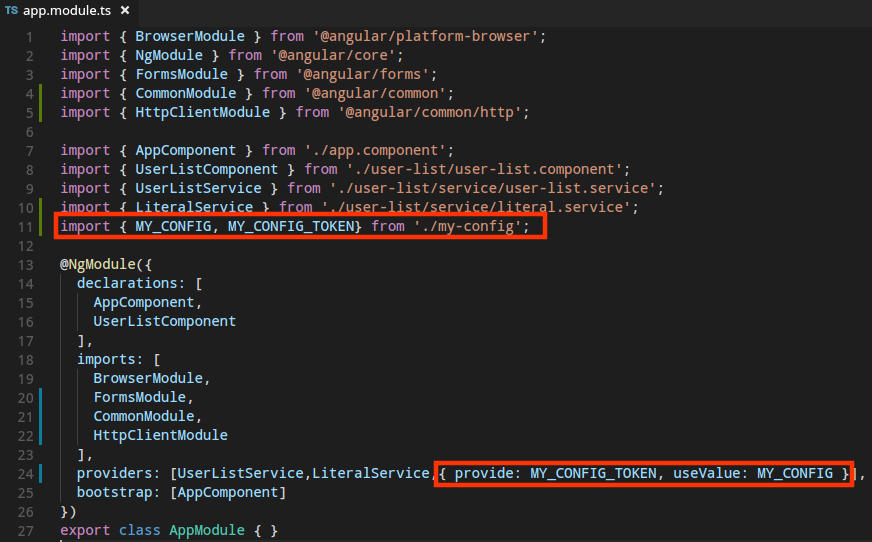 TS app.module.ts ×
1 import { BrowserModule } from '@angular/platform-browser';
2 import { NgModule } from '@angular/core';
3 import { FormsModule } from '@angular/forms';
4 import { CommonModule } from '@angular/common';
5 import { HttpClientModule } from '@angular/common/http';
6
7 import { AppComponent } from './app.component';
8 import { UserListComponent } from './user-list/user-list.component';
9 import { UserListService } from './user-list/service/user-list.service';
10 import { LiteralService } from './user-list/service/literal.service';
11 import { MY_CONFIG, MY_CONFIG_TOKEN} from './my-config';
12
13 @NgModule({
14   declarations: [
15     AppComponent,
16     UserListComponent
17   ],
18   imports: [
19     BrowserModule,
20     FormsModule,
21     CommonModule,
22     HttpClientModule
23   ],
24   providers: [UserListService,LiteralService,{ provide: MY_CONFIG_TOKEN, useValue: MY_CONFIG }],
25   bootstrap: [AppComponent]
26 })
27 export class AppModule { }